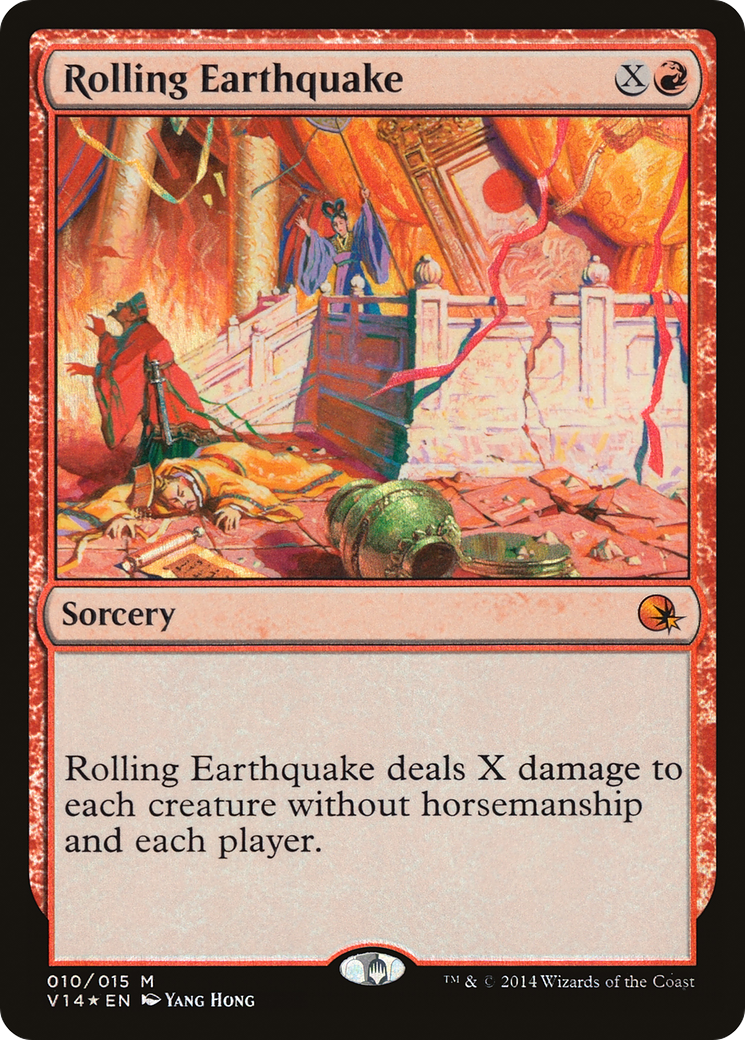 Rolling Earthquake X
Sorcery
Rolling Earthquake deals X damage to
each creature without horsemanship
and each player.
010/015 M
V14★EN Yang Hong
™ & © 2014 Wizards of the Coast